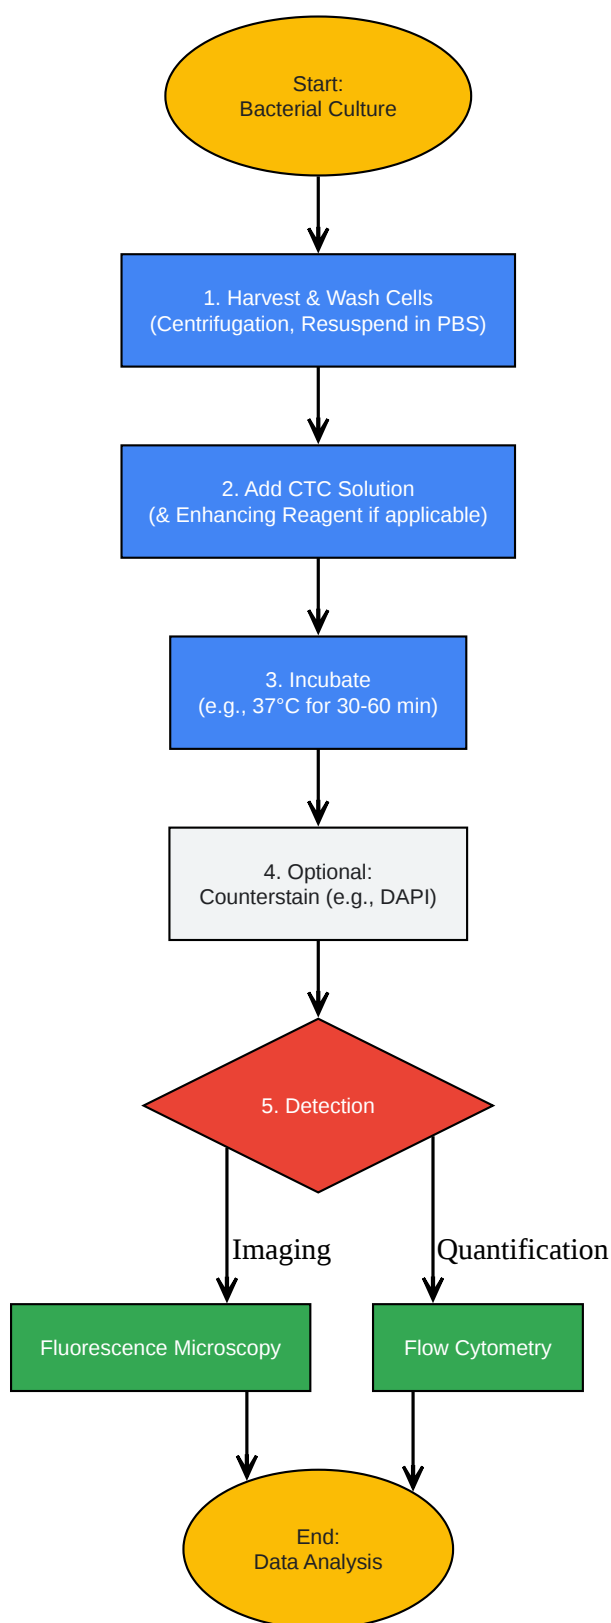 Start:
Bacterial Culture
1. Harvest & Wash Cells
(Centrifugation, Resuspend in PBS)
2. Add CTC Solution
(& Enhancing Reagent if applicable)
3. Incubate
(e.g., 37°C for 30-60 min)
4. Optional:
Counterstain (e.g., DAPI)
5. Detection
Imaging
Quantification
Fluorescence Microscopy
Flow Cytometry
End:
Data Analysis